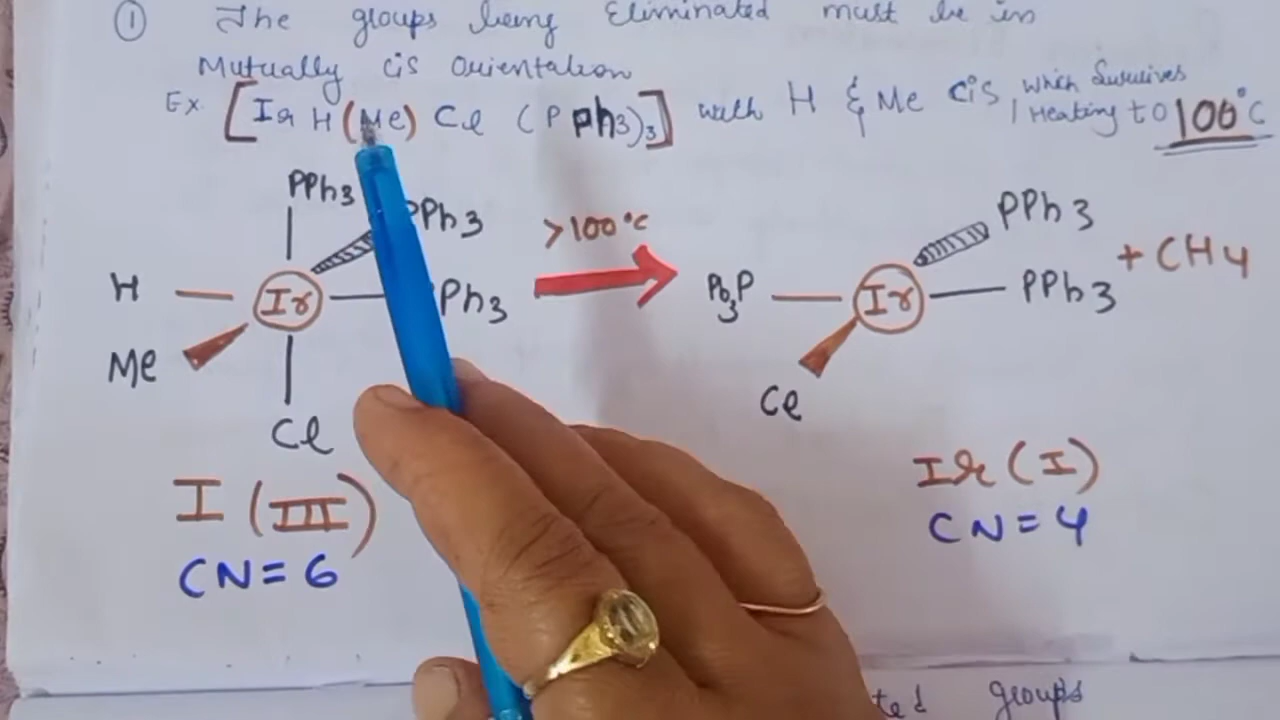 ① The groups being Eliminated must be in
Mutually cis Orientation
Ex. [Ir H (Me) Cl (PPh3)3] with H & Me cis which Survives
Heating to 100°C
PPh3
PPh3
H Ir PPh3
Me
Cl
>100°C
PPh3
Ph3P Ir PPh3 + CH4
Cl
I (III)
CN = 6
Ir (I)
CN = 4
groups